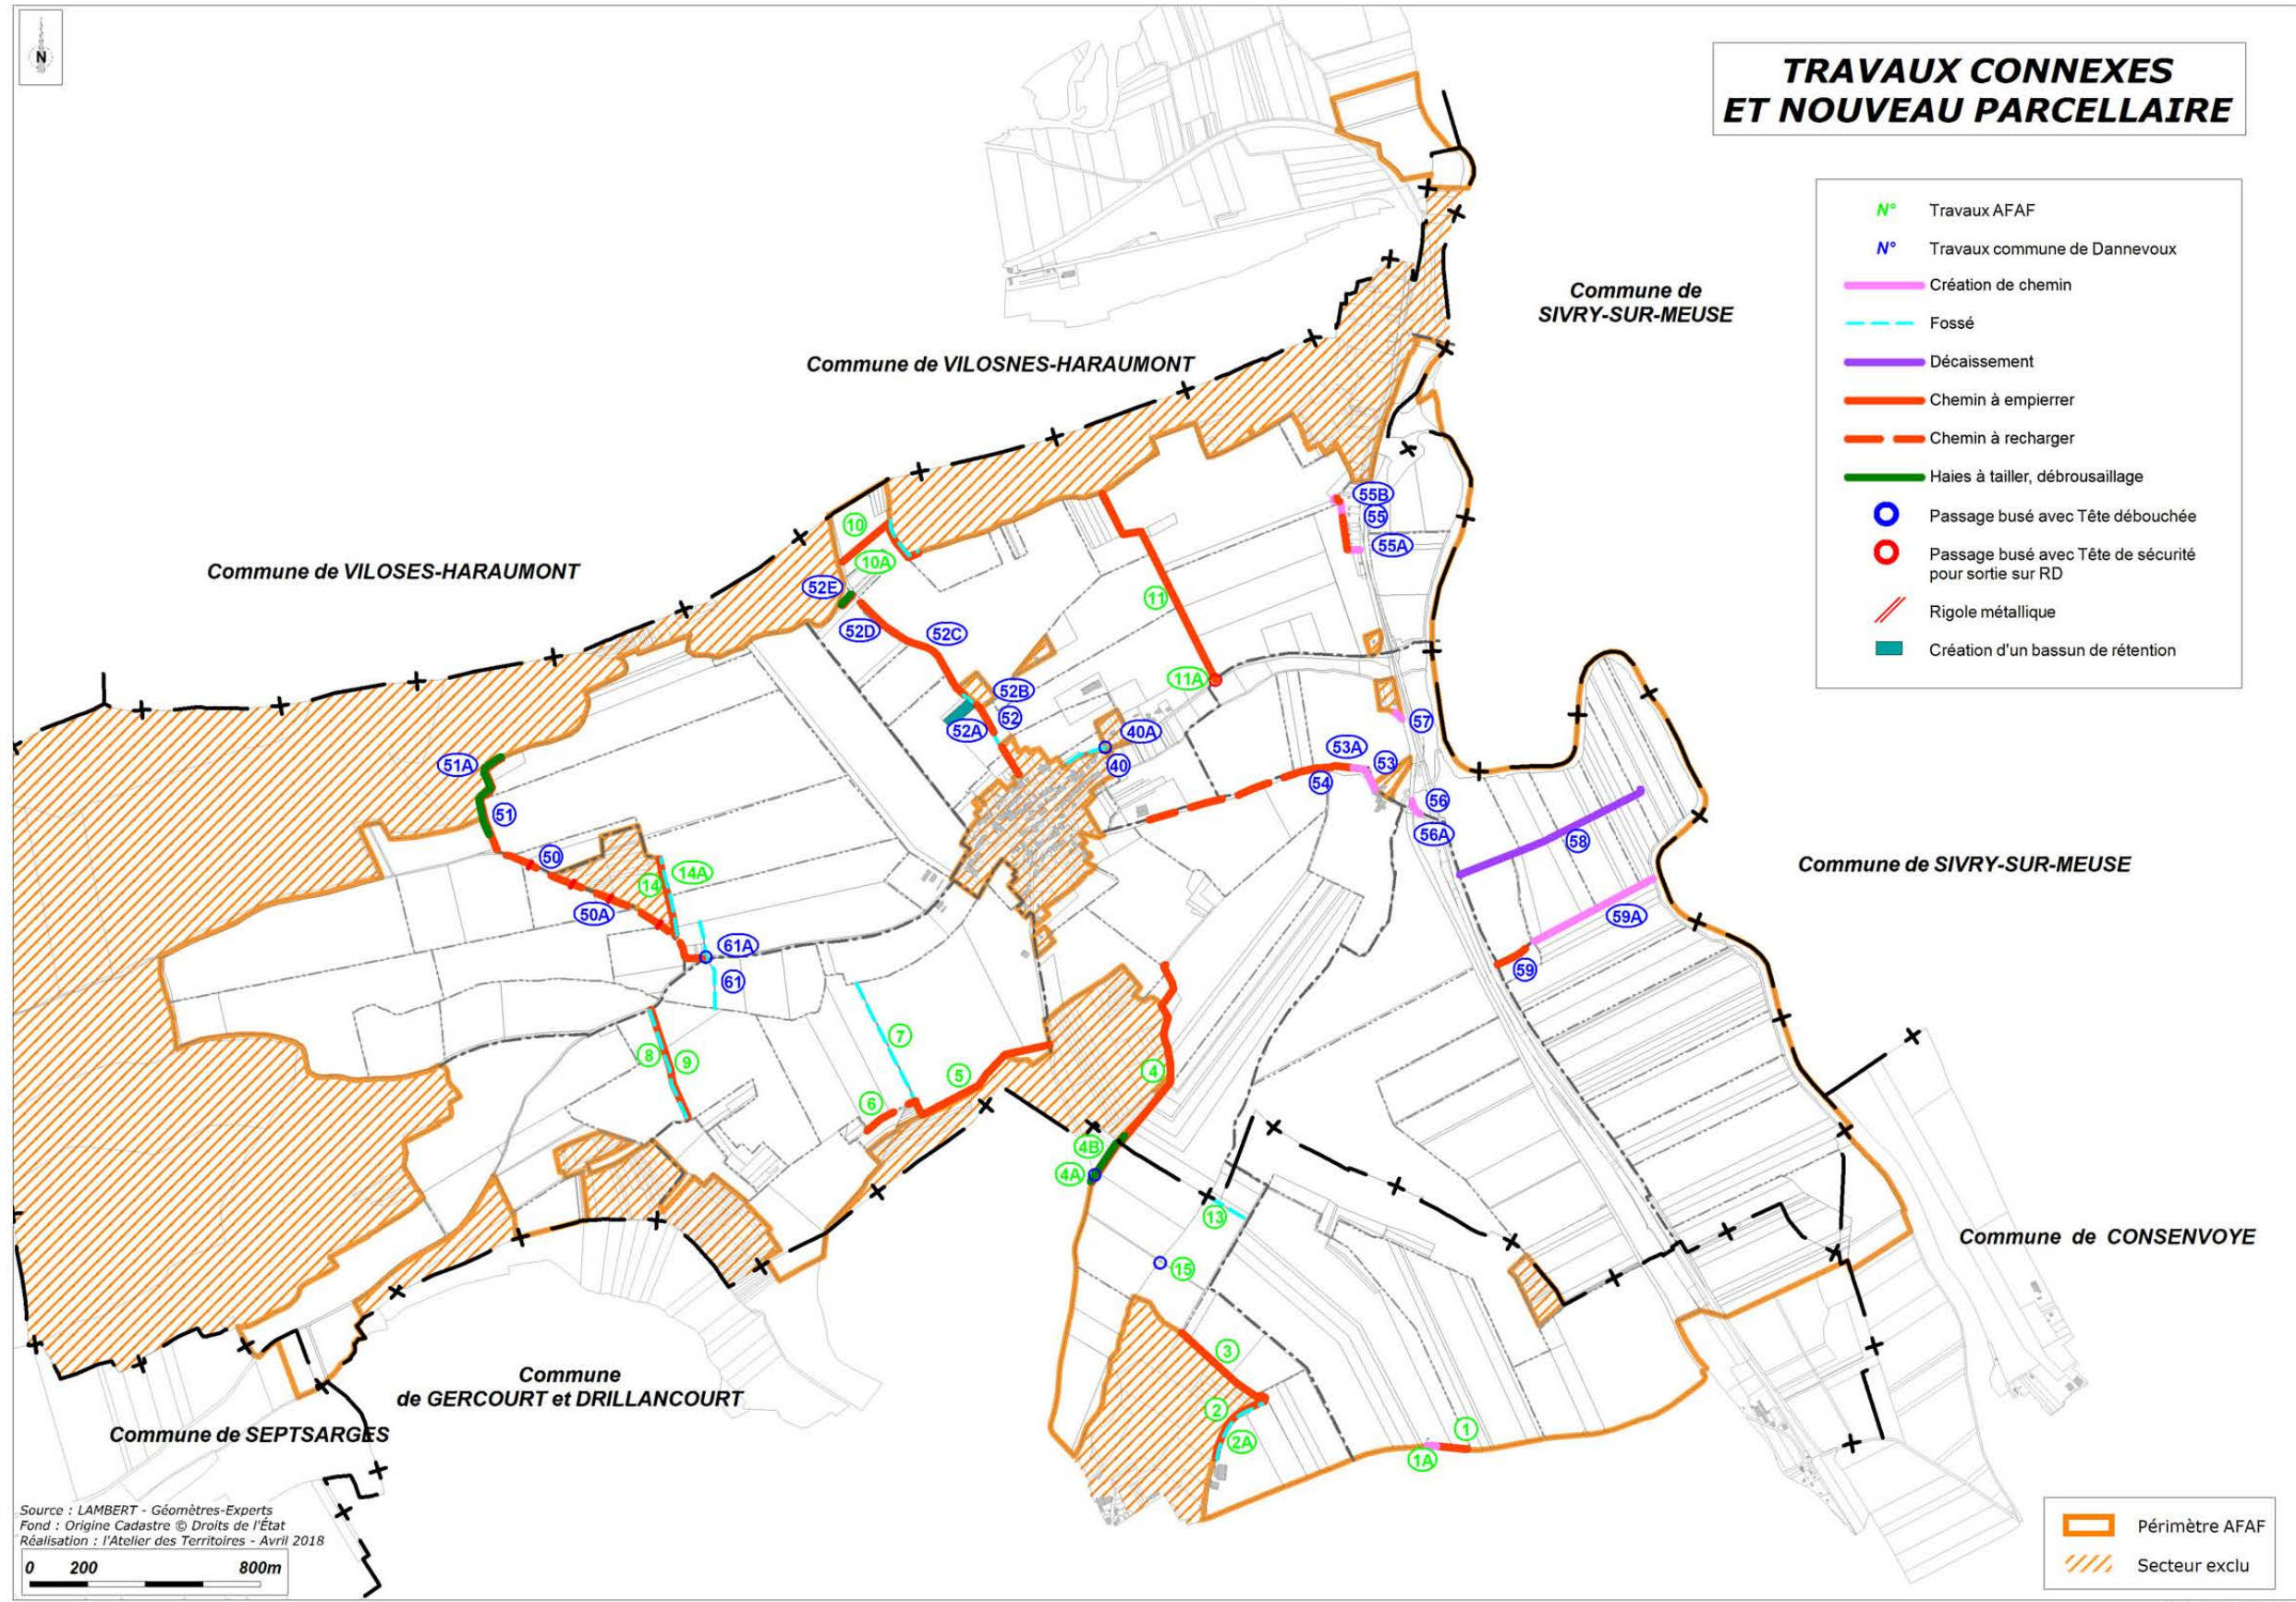 N
TRAVAUX CONNEXES
ET NOUVEAU PARCELLAIRE
N° Travaux AFAF
N° Travaux commune de Dannevoux
Création de chemin
Fossé
Décaissement
Chemin à empierrer
Chemin à recharger
Haies à tailler, débrousaillage
Passage busé avec Tête débouchée
Passage busé avec Tête de sécurité
pour sortie sur RD
Rigole métallique
Création d'un bassun de rétention
Commune de
SIVRY-SUR-MEUSE
Commune de VILOSNES-HARAUMONT
Commune de VILOSES-HARAUMONT
55B
55
55A
10
10A
52E
11
52D
52C
11A
52B
52
52A
57
40A
40
53A
53
54
51A
51
56
56A
58
50
14A
14
50A
Commune de SIVRY-SUR-MEUSE
59A
59
61A
61
7
8
9
5
6
4
4B
4A
13
15
Commune de CONSENVOYE
3
2
2A
1
1A
Commune
de GERCOURT et DRILLANCOURT
Commune de SEPTSARGES
Source : LAMBERT - Géomètres-Experts
Fond : Origine Cadastre © Droits de l'État
Réalisation : l'Atelier des Territoires - Avril 2018
0 200 800m
Périmètre AFAF
Secteur exclu